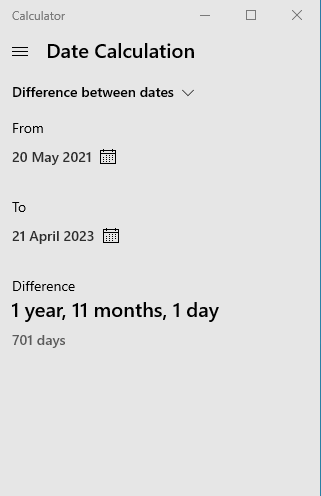 Calculator
Date Calculation
Difference between dates
From
20 May 2021
To
21 April 2023
Difference
1 year, 11 months, 1 day
701 days